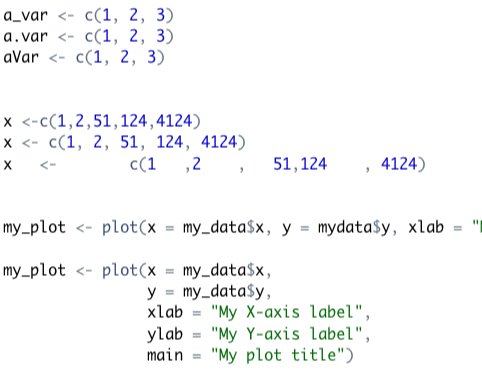 a_var <- c(1, 2, 3)
a.var <- c(1, 2, 3)
aVar <- c(1, 2, 3)
x <-c(1,2,51,124,4124)
x <- c(1, 2, 51, 124, 4124)
x   <-        c(1   ,2    ,   51,124    , 4124)
my_plot <- plot(x = my_data$x, y = mydata$y, xlab = "
my_plot <- plot(x = my_data$x,
                y = my_data$y,
                xlab = "My X-axis label",
                ylab = "My Y-axis label",
                main = "My plot title")